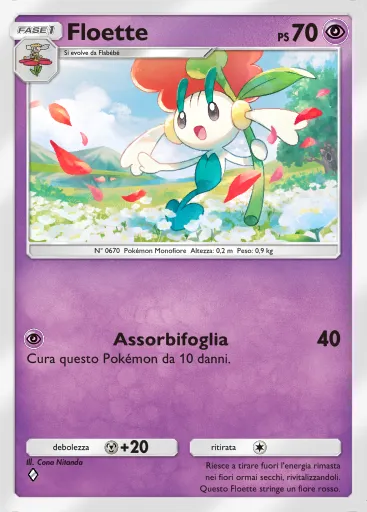 FASE 1
Floette
PS 70
Si evolve da Flabébé
N° 0670 Pokémon Monofiore Altezza: 0,2 m Peso: 0,9 kg
Assorbifoglia 40
Cura questo Pokémon da 10 danni.
debolezza +20
ritirata
Ill. Cona Nitanda
Riesce a tirare fuori l'energia rimasta
nei fiori ormai secchi, rivitalizzandoli.
Questo Floette stringe un fiore rosso.